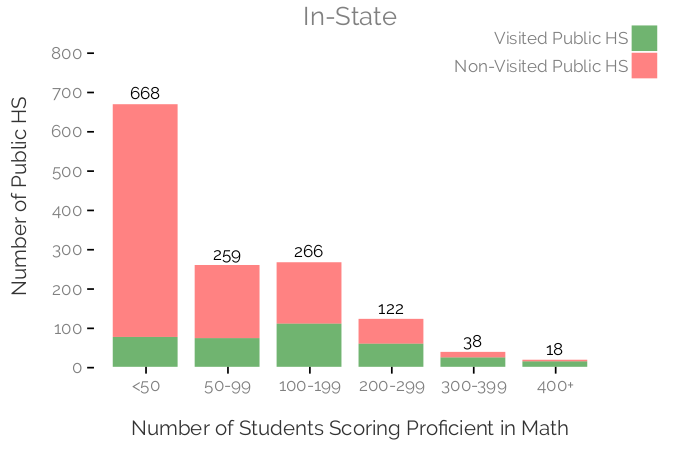 In-State
Visited Public HS
Non-Visited Public HS
Number of Public HS
800
700
600
500
400
300
200
100
0
668
259
266
122
38
18
<50 50-99 100-199 200-299 300-399 400+
Number of Students Scoring Proficient in Math